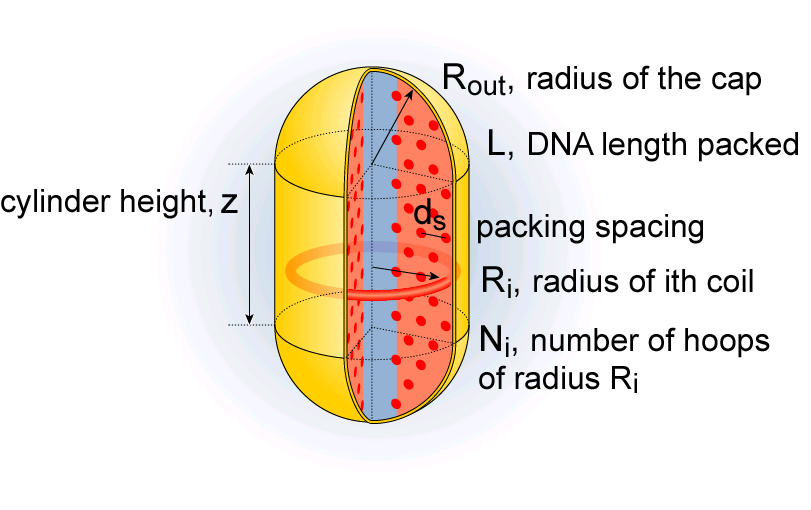 Rout, radius of the cap
L, DNA length packed
cylinder height, z
ds
packing spacing
Ri, radius of ith coil
Ni, number of hoops
of radius Ri